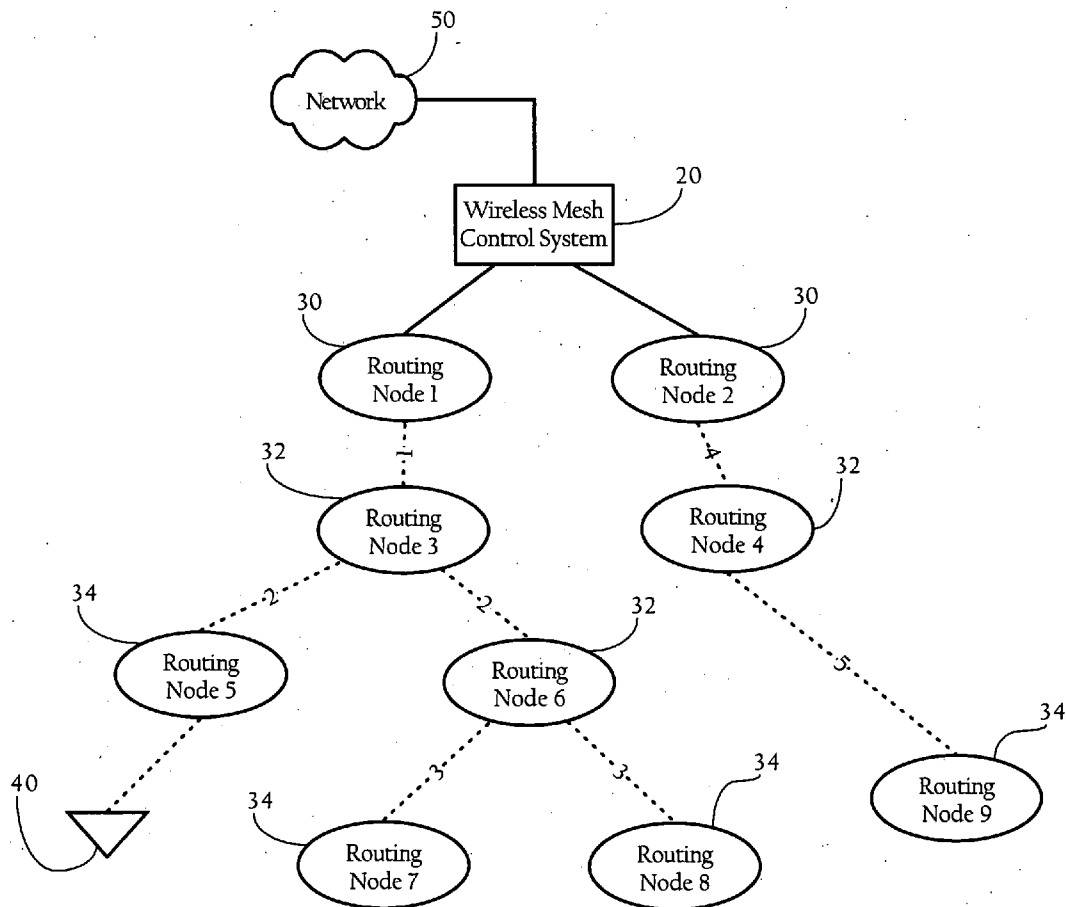 50
Network
20
Wireless Mesh
Control System
30
30
Routing
Node 1
Routing
Node 2
1
4
32
32
Routing
Node 3
Routing
Node 4
34
2
2
32
Routing
Node 5
Routing
Node 6
5
34
40
3
3
34
34
Routing
Node 9
Routing
Node 7
Routing
Node 8